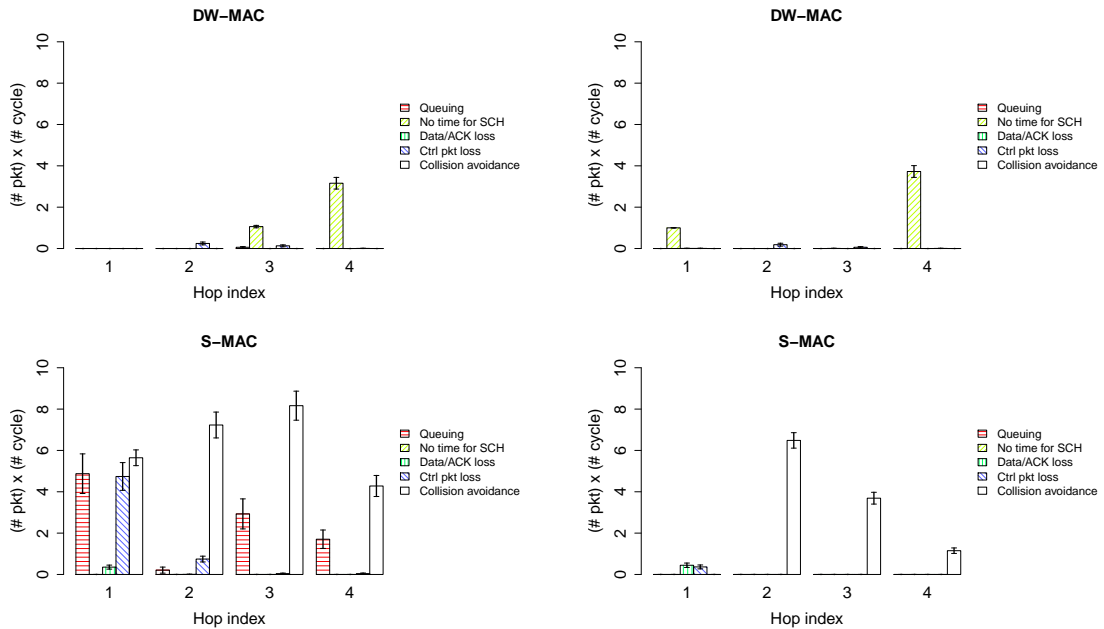 DW−MAC
(# pkt) x (# cycle)
10
8
6
4
2
0
Queuing
No time for SCH
Data/ACK loss
Ctrl pkt loss
Collision avoidance
1 2 3 4
Hop index
DW−MAC
(# pkt) x (# cycle)
10
8
6
4
2
0
Queuing
No time for SCH
Data/ACK loss
Ctrl pkt loss
Collision avoidance
1 2 3 4
Hop index
S−MAC
(# pkt) x (# cycle)
10
8
6
4
2
0
Queuing
No time for SCH
Data/ACK loss
Ctrl pkt loss
Collision avoidance
1 2 3 4
Hop index
S−MAC
(# pkt) x (# cycle)
10
8
6
4
2
0
Queuing
No time for SCH
Data/ACK loss
Ctrl pkt loss
Collision avoidance
1 2 3 4
Hop index